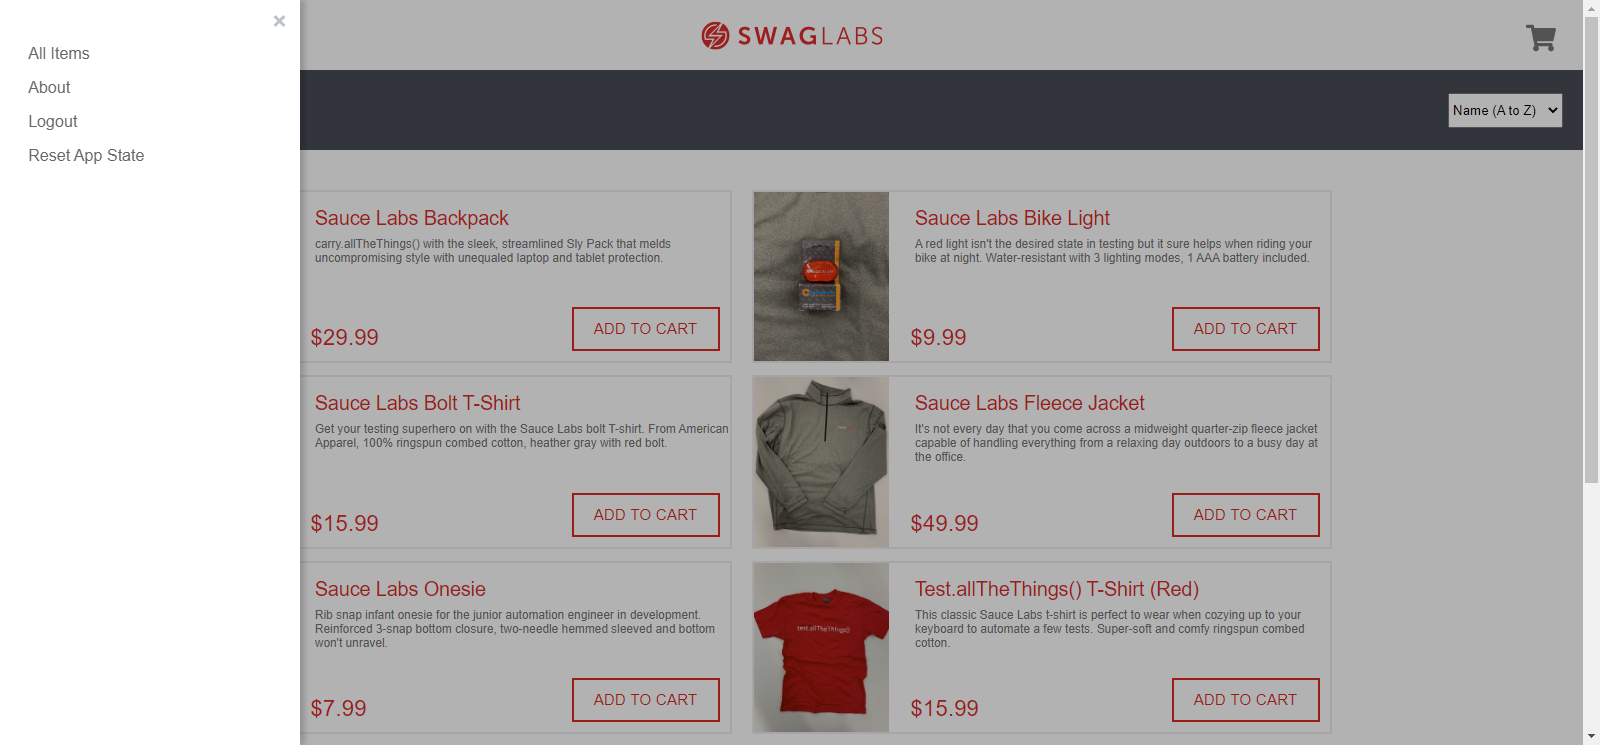 ×
All Items
About
Logout
Reset App State
SWAGLABS
Name (A to Z)
Sauce Labs Backpack
carry.allTheThings() with the sleek, streamlined Sly Pack that melds
uncompromising style with unequaled laptop and tablet protection.
$29.99
ADD TO CART
Sauce Labs Bike Light
A red light isn't the desired state in testing but it sure helps when riding your
bike at night. Water-resistant with 3 lighting modes, 1 AAA battery included.
$9.99
ADD TO CART
Sauce Labs Bolt T-Shirt
Get your testing superhero on with the Sauce Labs bolt T-shirt. From American
Apparel, 100% ringspun combed cotton, heather gray with red bolt.
$15.99
ADD TO CART
Sauce Labs Fleece Jacket
It's not every day that you come across a midweight quarter-zip fleece jacket
capable of handling everything from a relaxing day outdoors to a busy day at
the office.
$49.99
ADD TO CART
Sauce Labs Onesie
Rib snap infant onesie for the junior automation engineer in development.
Reinforced 3-snap bottom closure, two-needle hemmed sleeved and bottom
won't unravel.
$7.99
ADD TO CART
test.allTheThings()
Test.allTheThings() T-Shirt (Red)
This classic Sauce Labs t-shirt is perfect to wear when cozying up to your
keyboard to automate a few tests. Super-soft and comfy ringspun combed
cotton.
$15.99
ADD TO CART